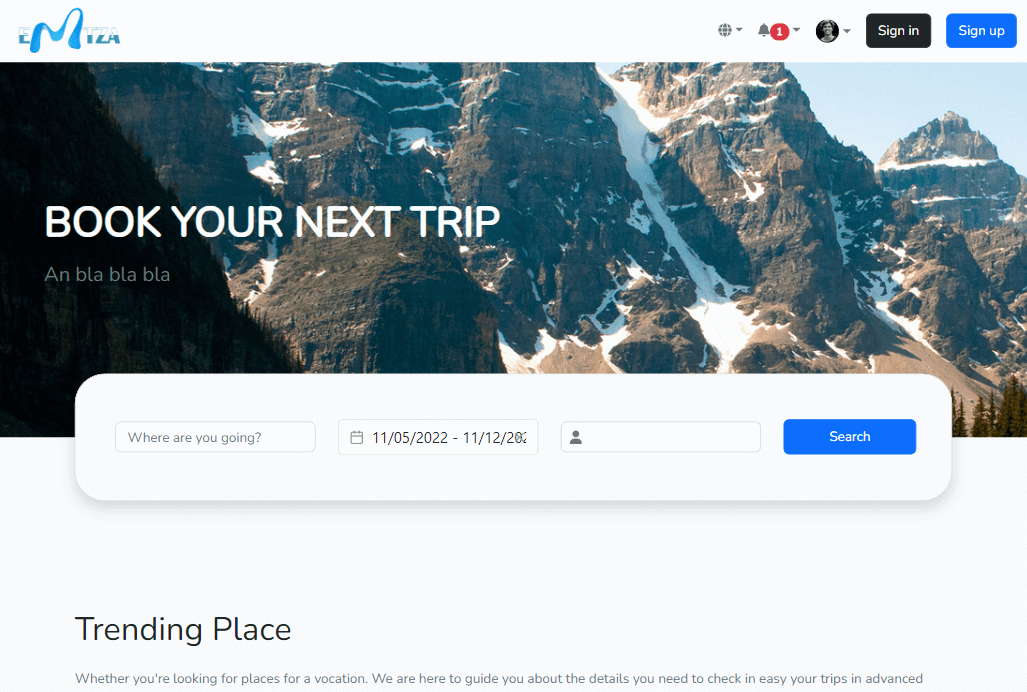 EMTZA
1
Sign in
Sign up
BOOK YOUR NEXT TRIP
An bla bla bla
Where are you going?
11/05/2022 - 11/12/202
Search
Trending Place
Whether you're looking for places for a vocation. We are here to guide you about the details you need to check in easy your trips in advanced